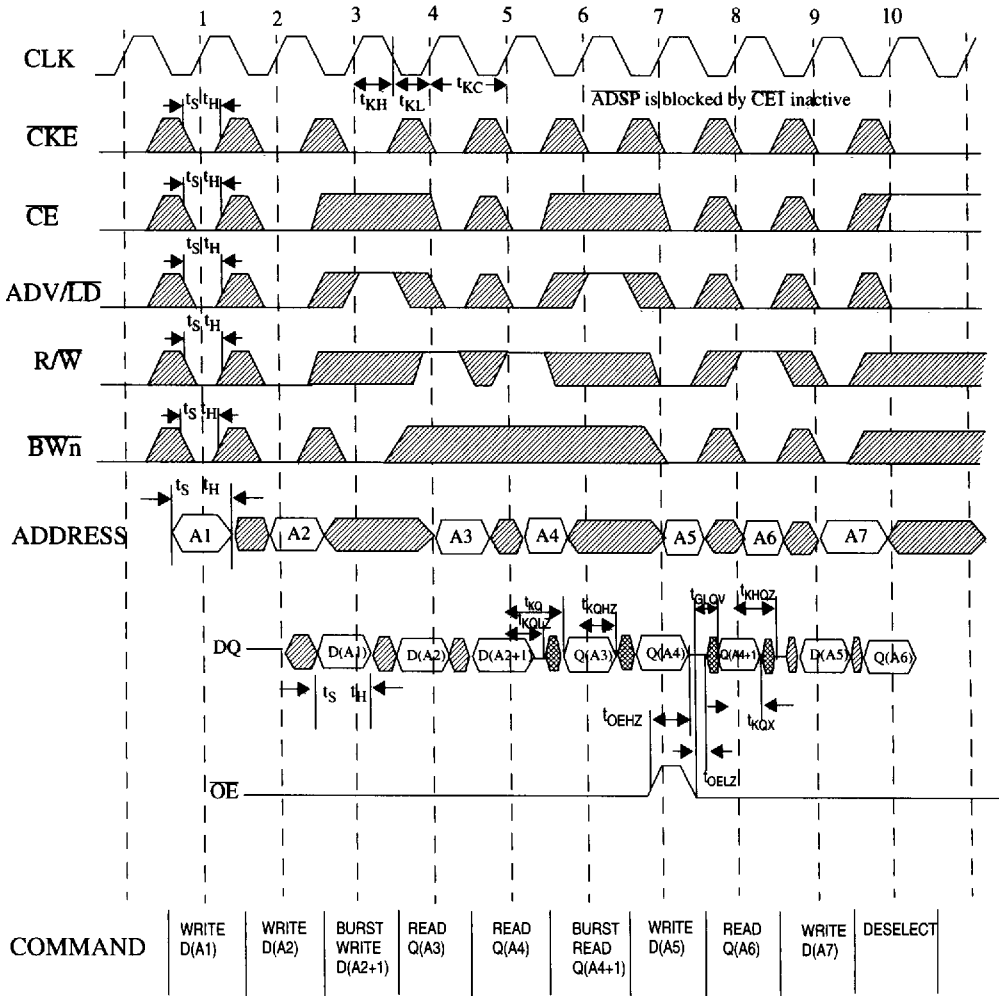 1 2 3 4 5 6 7 8 9 10
CLK
tKH tKL tKC
ADSP is blocked by CE1 inactive
tS tH
CKE
tS tH
CE
tS tH
ADV/LD
tS tH
R/W
tS tH
BWn
tS tH
ADDRESS
A1 A2 A3 A4 A5 A6 A7
tKQ tKQHZ tGLQV tKHQZ
tKQLZ
DQ
D(A1) D(A2) D(A2+1) Q(A3) Q(A4) Q(A4+1) D(A5) Q(A6)
tS tH
tOEHZ tKQX
tOELZ
OE
COMMAND
WRITE
D(A1)
WRITE
D(A2)
BURST
WRITE
D(A2+1)
READ
Q(A3)
READ
Q(A4)
BURST
READ
Q(A4+1)
WRITE
D(A5)
READ
Q(A6)
WRITE
D(A7)
DESELECT